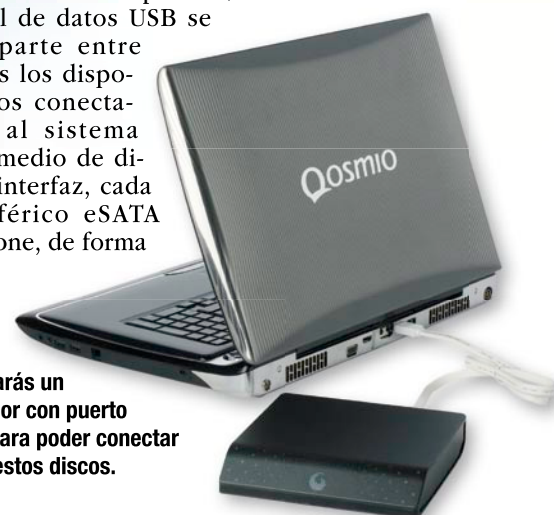 l de datos USB se
parte entre
s los dispo-
os conecta-
al sistema
medio de di-
interfaz, cada
férico eSATA
one, de forma
QOSMIO
arás un
or con puerto
ara poder conectar
estos discos.